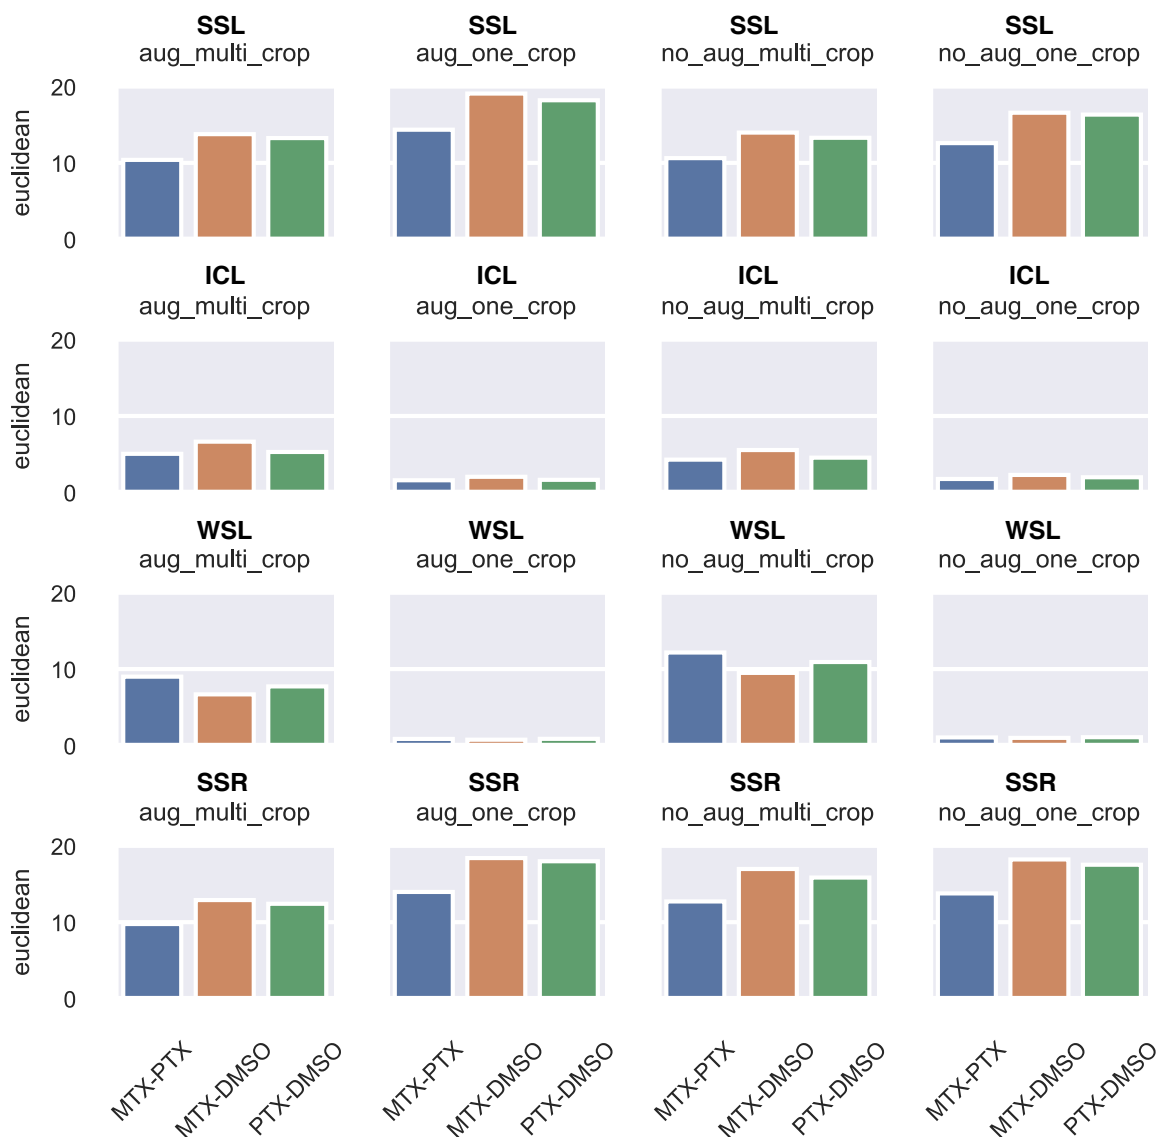 SSL SSL SSL SSL
aug_multi_crop aug_one_crop no_aug_multi_crop no_aug_one_crop
20
10
0
euclidean
ICL ICL ICL ICL
aug_multi_crop aug_one_crop no_aug_multi_crop no_aug_one_crop
20
10
0
euclidean
WSL WSL WSL WSL
aug_multi_crop aug_one_crop no_aug_multi_crop no_aug_one_crop
20
10
0
euclidean
SSR SSR SSR SSR
aug_multi_crop aug_one_crop no_aug_multi_crop no_aug_one_crop
20
10
0
euclidean
MTX-PTX MTX-DMSO PTX-DMSO MTX-PTX MTX-DMSO PTX-DMSO MTX-PTX MTX-DMSO PTX-DMSO MTX-PTX MTX-DMSO PTX-DMSO